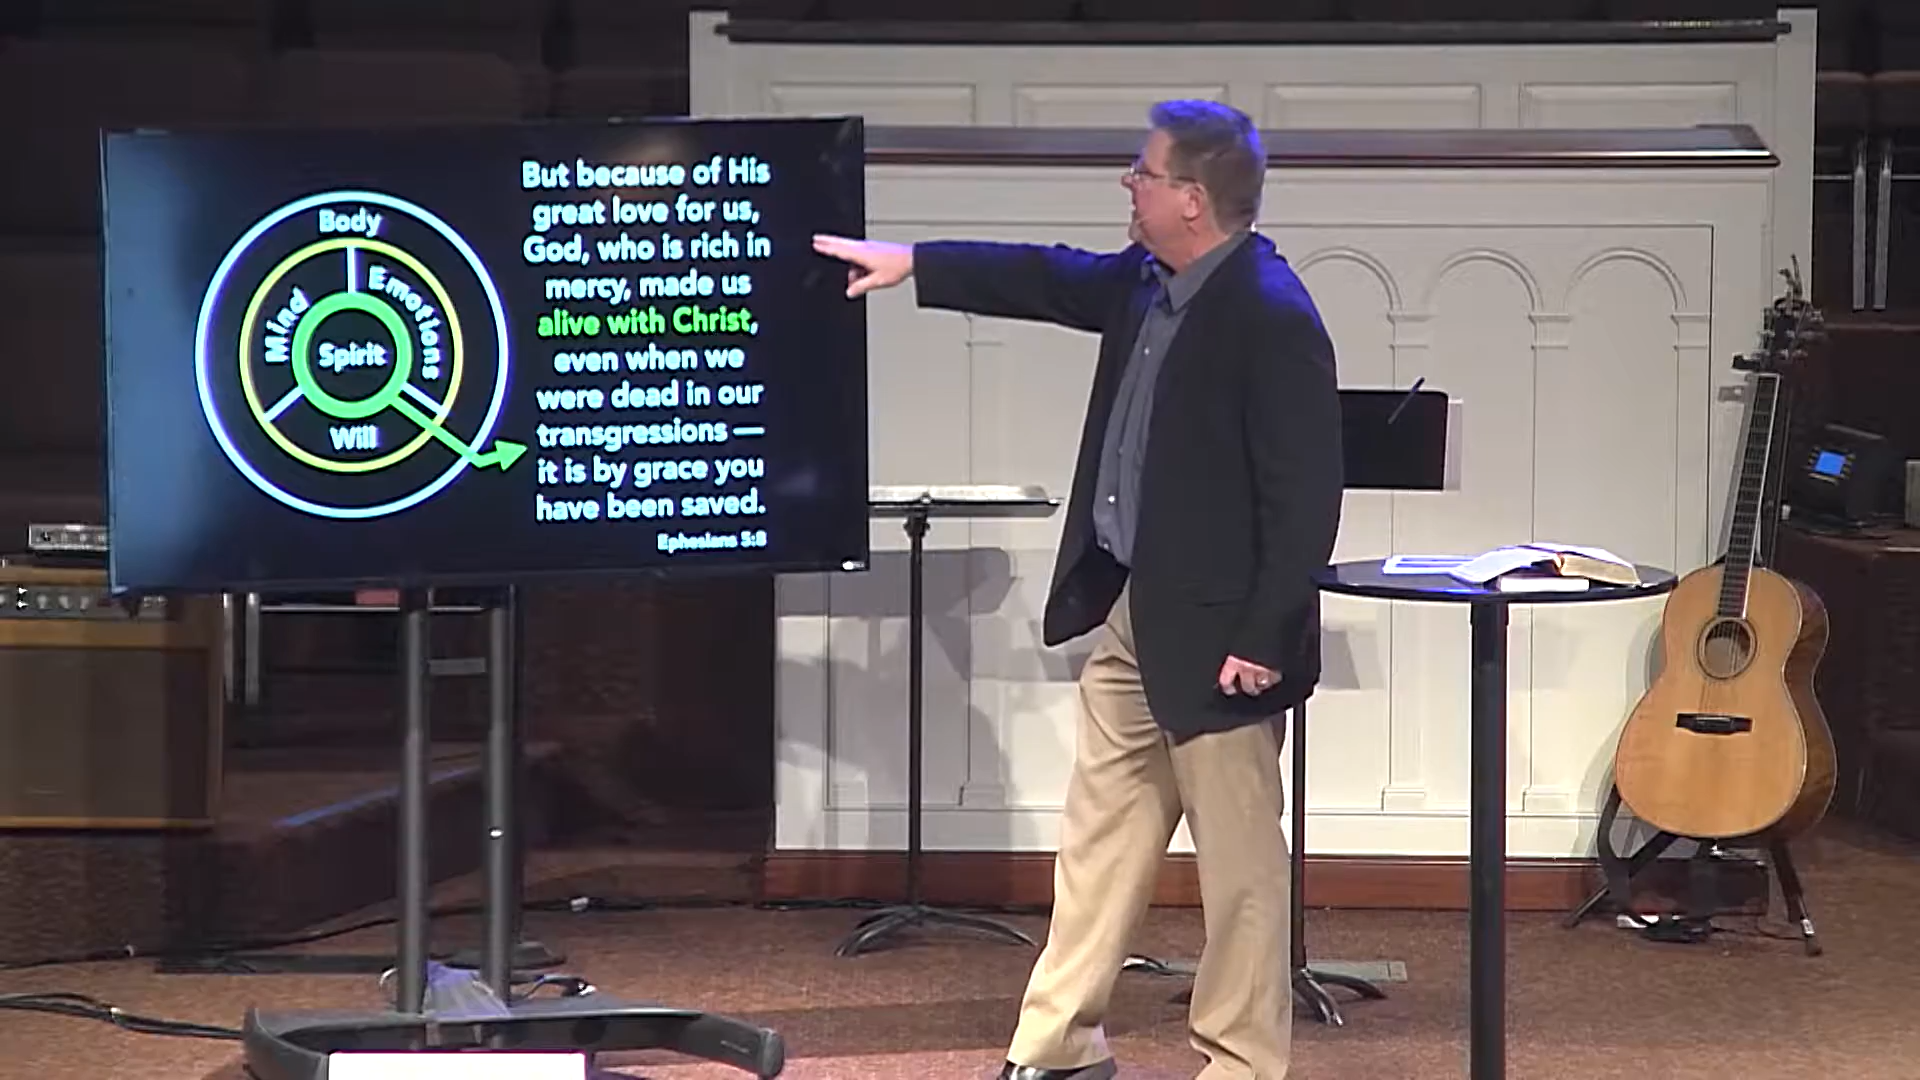 Body
Mind
Emotions
Spirit
Will
But because of His
great love for us,
God, who is rich in
mercy, made us
alive with Christ,
even when we
were dead in our
transgressions —
it is by grace you
have been saved.
Ephesians 5:8